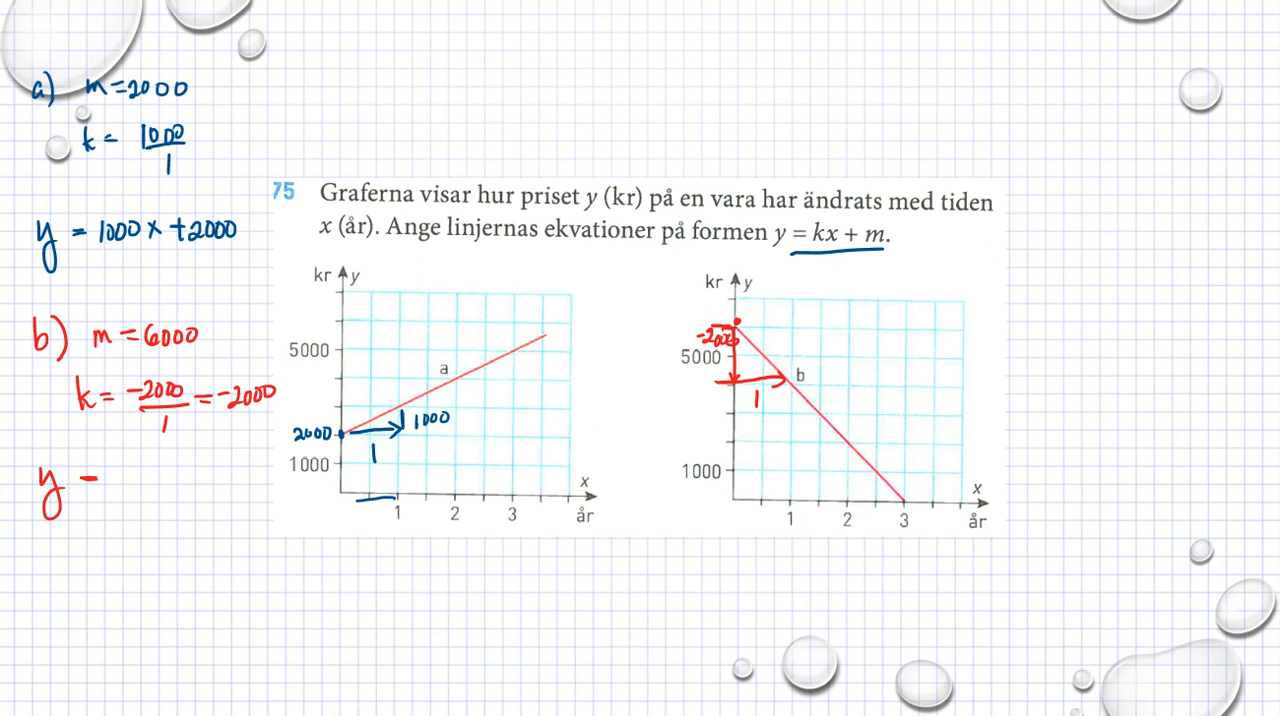 a) m=2000
k = 1000/1
y = 1000x+2000
b) m=6000
k = -2000/1 = -2000
y =
75 Graferna visar hur priset y (kr) på en vara har ändrats med tiden
x (år). Ange linjernas ekvationer på formen y = kx + m.
kr y
5000
a
2000
1000
1
1000
x
1 2 3 år
kr y
-2000
5000
b
1
1000
x
1 2 3 år